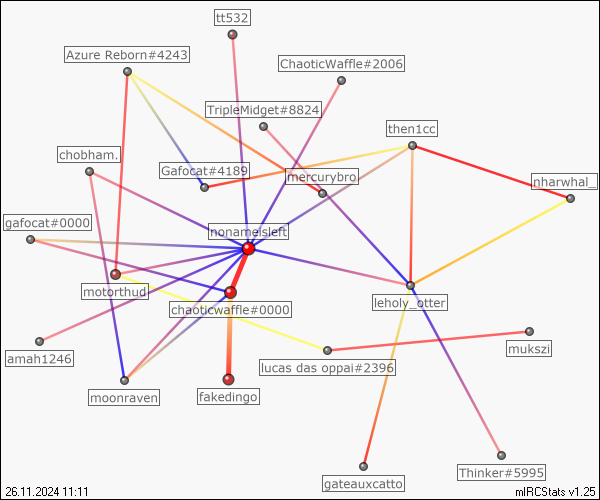 tt532
Azure Reborn#4243
ChaoticWaffle#2006
TripleMidget#8824
then1cc
chobham.
Gafocat#4189
mercurybro
nharwhal_
gafocat#0000
nonameisleft
motorthud
chaoticwaffle#0000
leholy_otter
amah1246
lucas das oppai#2396
mukszi
moonraven
fakedingo
gateauxcatto
Thinker#5995
26.11.2024 11:11
mIRCStats v1.25